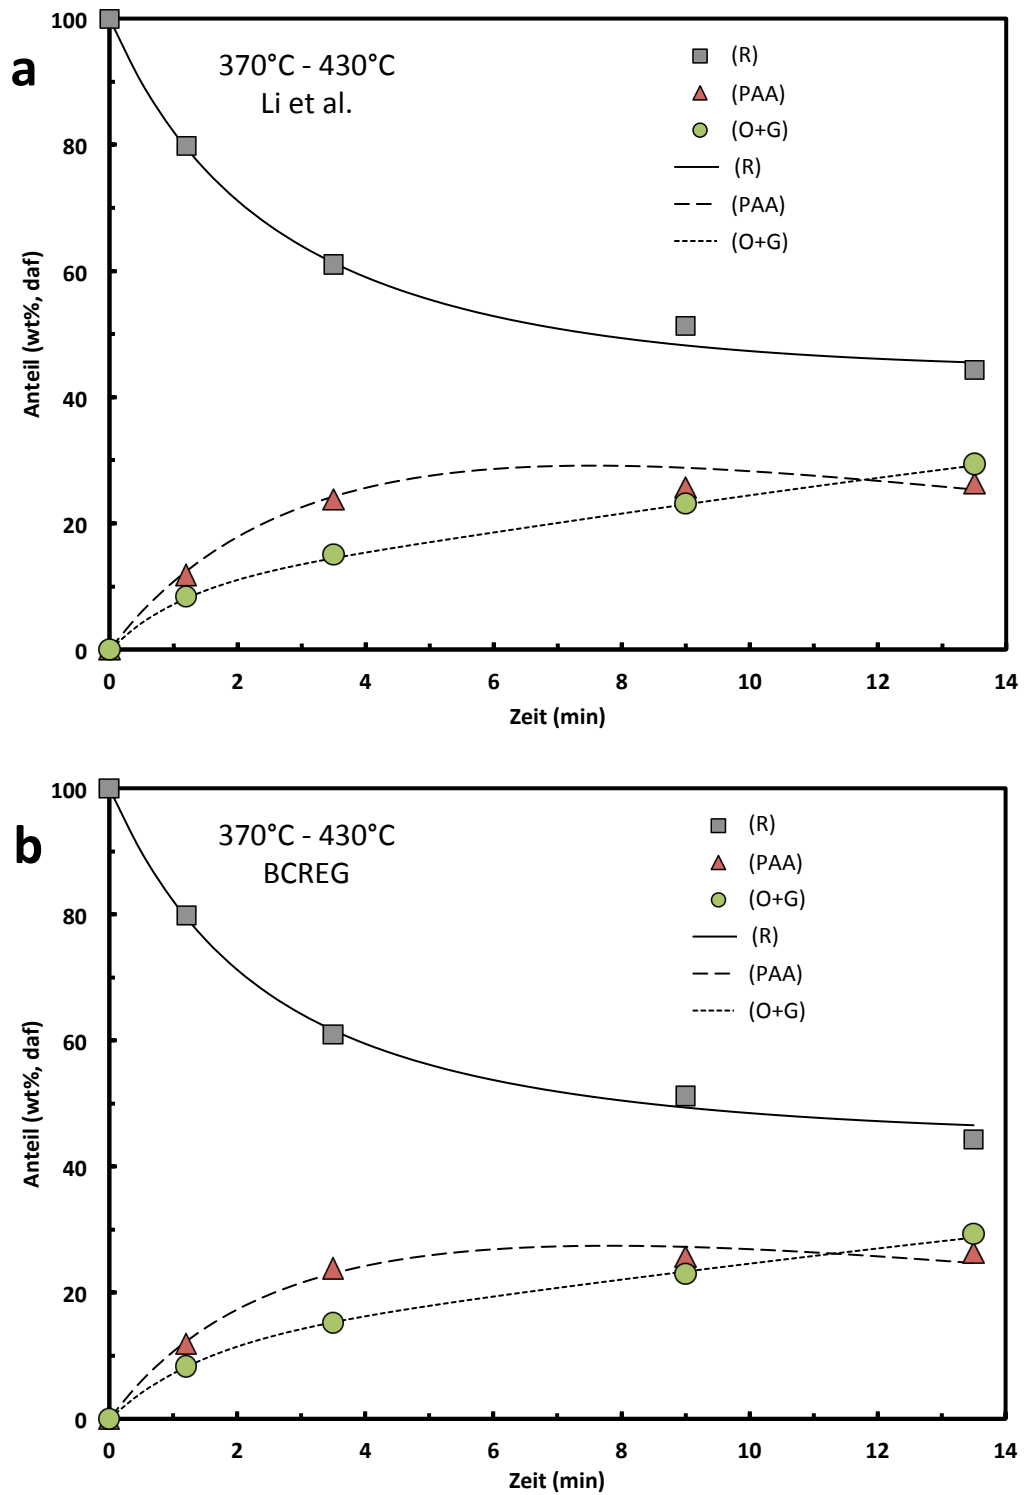 a
370°C - 430°C
Li et al.
(R)
(PAA)
(O+G)
(R)
(PAA)
(O+G)
Anteil (wt%, daf)
100
80
60
40
20
0
0 2 4 6 8 10 12 14
Zeit (min)
b
370°C - 430°C
BCREG
(R)
(PAA)
(O+G)
(R)
(PAA)
(O+G)
Anteil (wt%, daf)
100
80
60
40
20
0
0 2 4 6 8 10 12 14
Zeit (min)